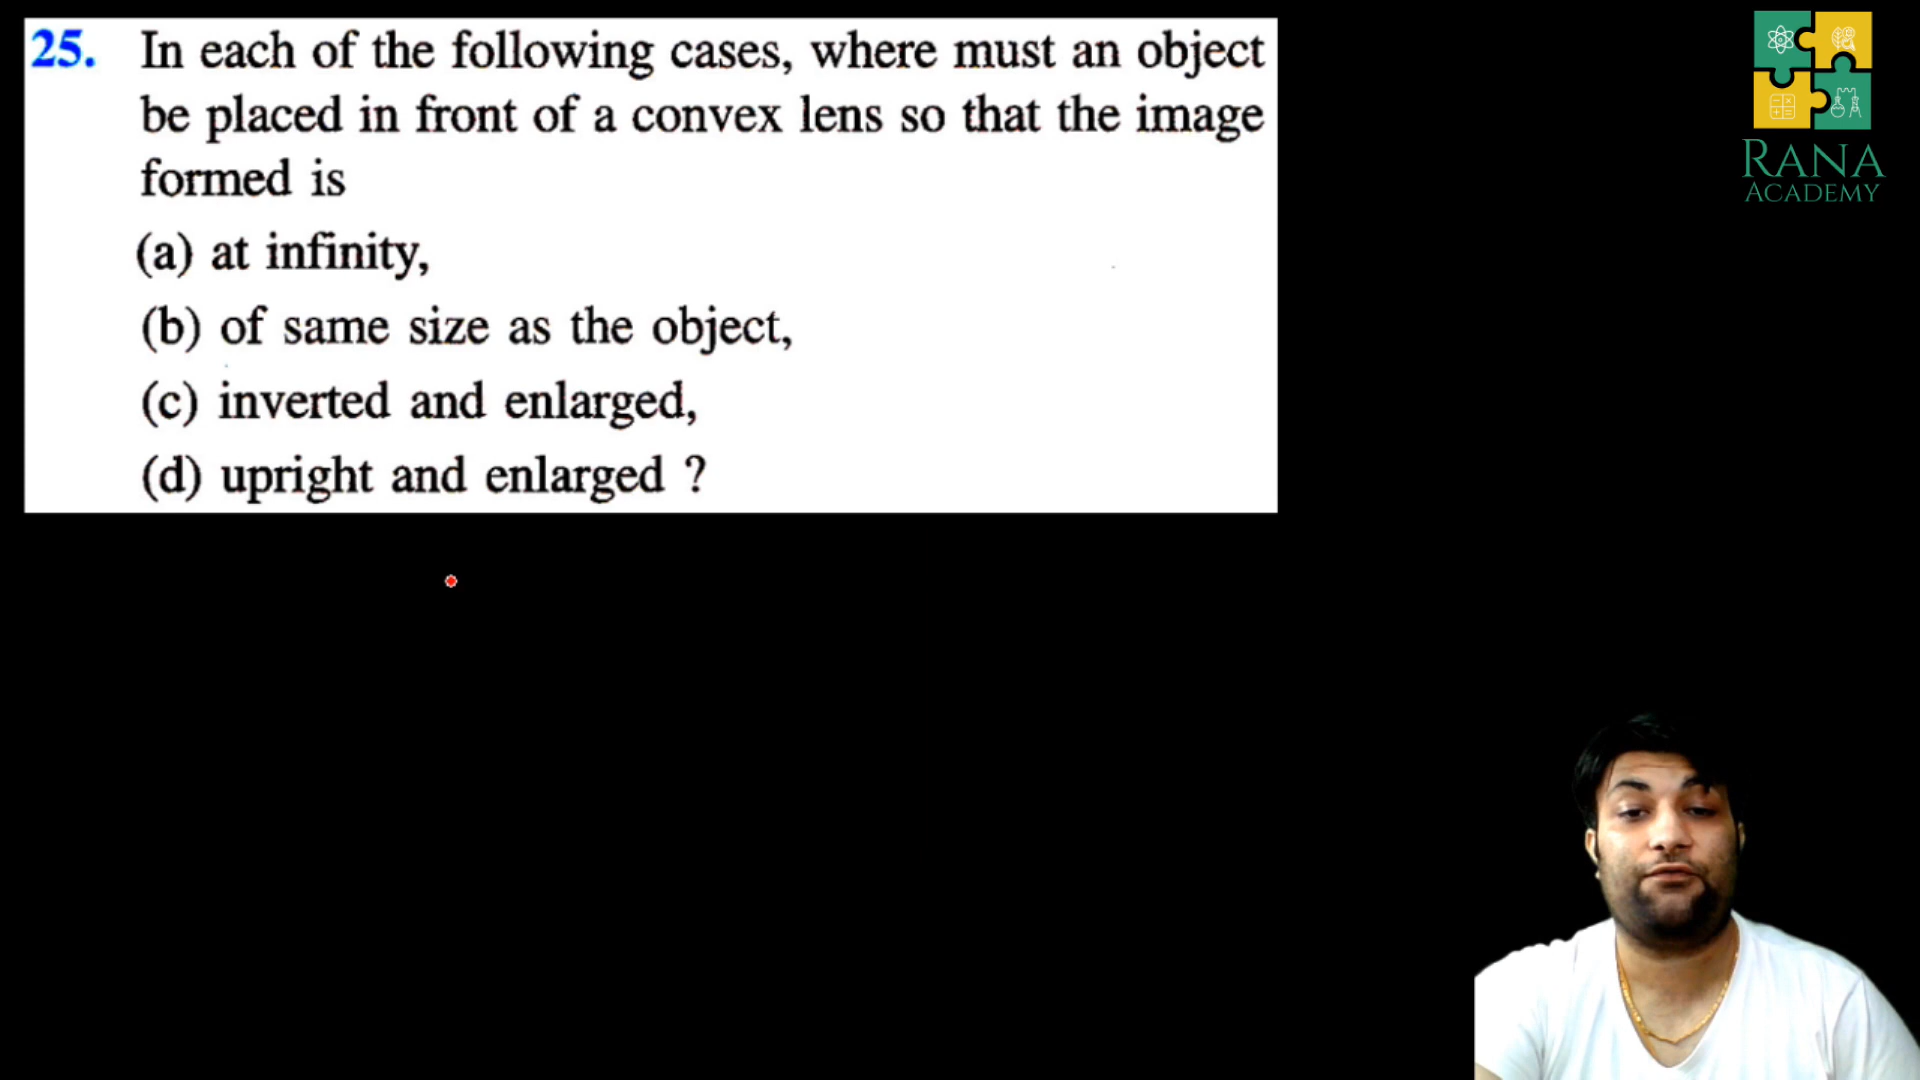 25. In each of the following cases, where must an object
be placed in front of a convex lens so that the image
formed is
(a) at infinity,
(b) of same size as the object,
(c) inverted and enlarged,
(d) upright and enlarged ?
RANA
ACADEMY